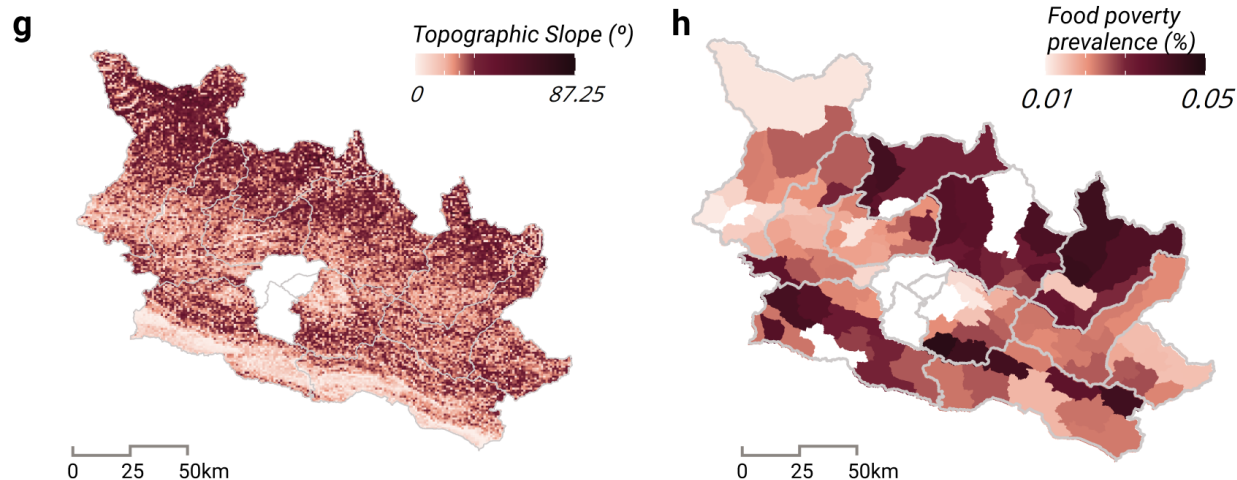 g
Topographic Slope (º)
0 87.25
0 25 50km
h
Food poverty
prevalence (%)
0.01 0.05
0 25 50km